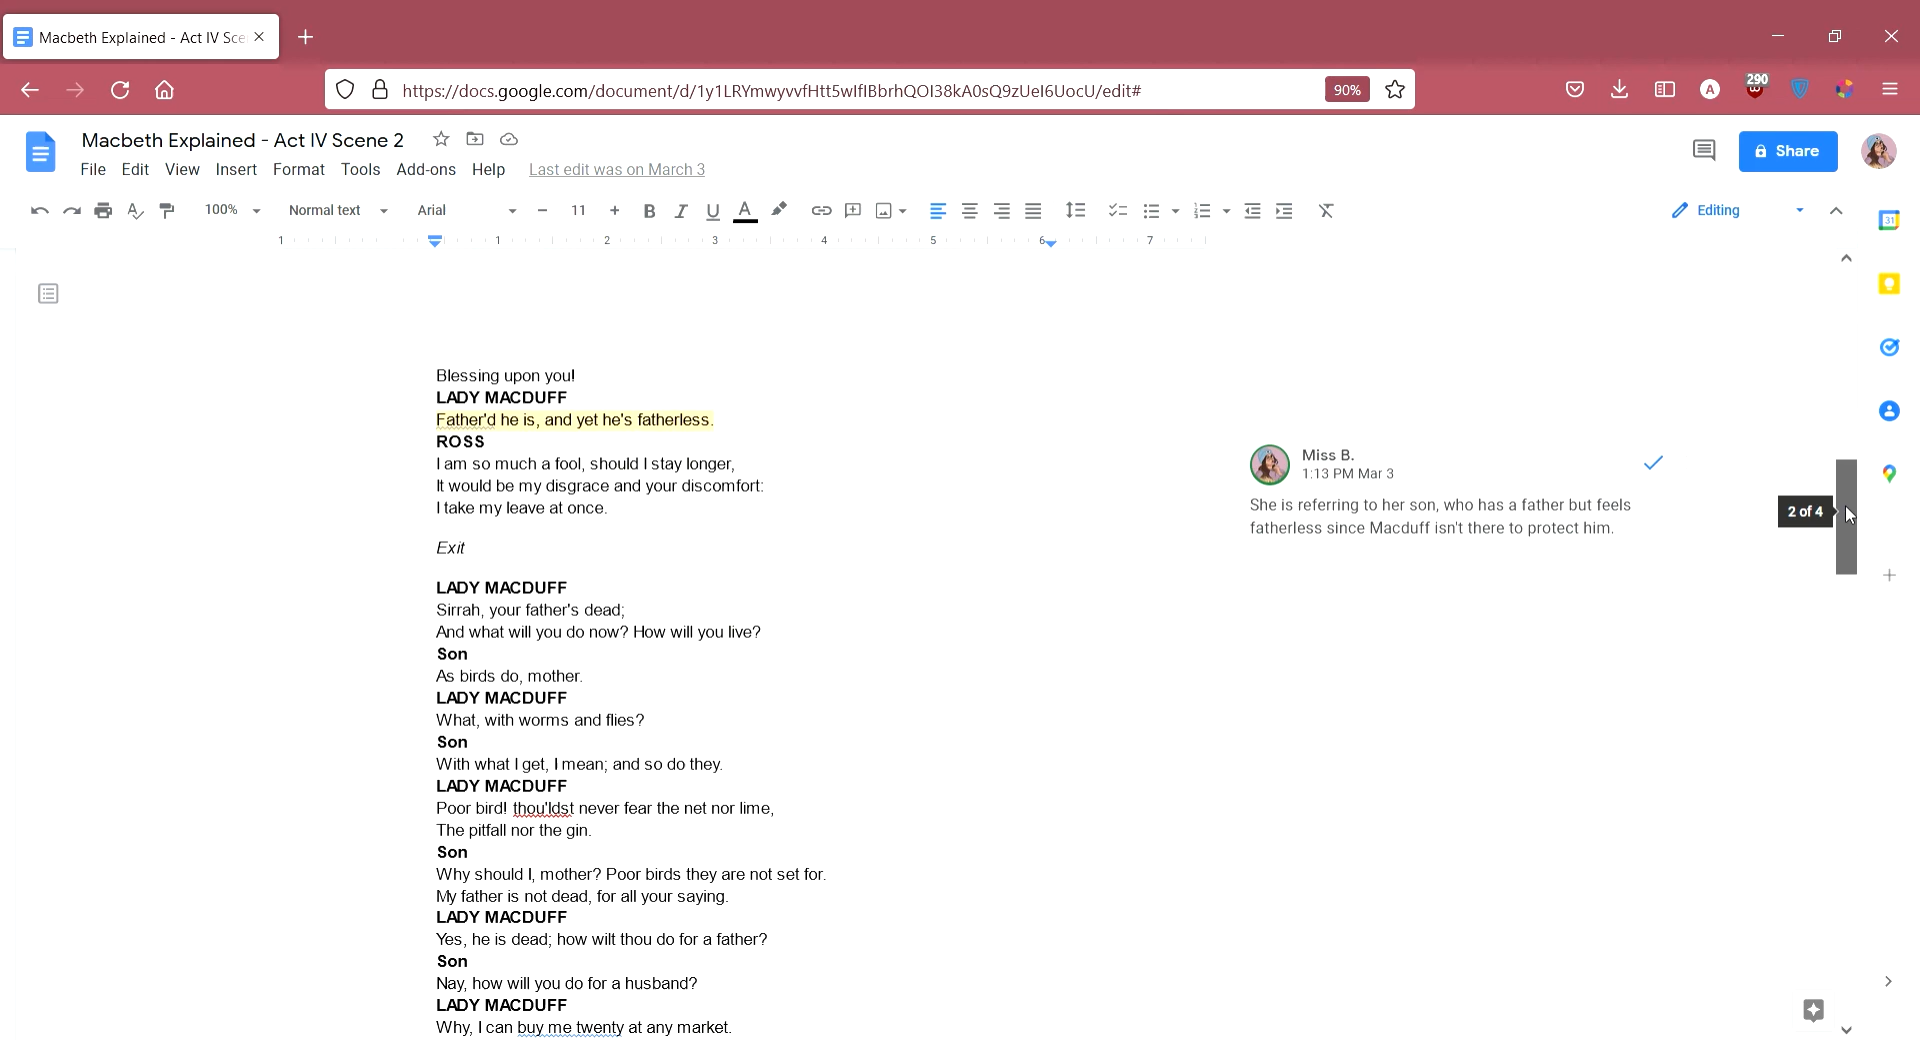 Macbeth Explained - Act IV Sce
https://docs.google.com/document/d/1y1LRYmwyvvfHtt5wIfIBbrhQOI38kA0sQ9zUeI6UocU/edit#
90%
290
A
Macbeth Explained - Act IV Scene 2
Share
File Edit View Insert Format Tools Add-ons Help Last edit was on March 3
100% Normal text Arial − 11 + B I U A Editing
31
1 1 2 3 4 5 6 7
Blessing upon you!
LADY MACDUFF
Father'd he is, and yet he's fatherless.
ROSS
I am so much a fool, should I stay longer,
It would be my disgrace and your discomfort:
I take my leave at once.
Miss B.
1:13 PM Mar 3
She is referring to her son, who has a father but feels
fatherless since Macduff isn't there to protect him.
2 of 4
Exit
LADY MACDUFF
Sirrah, your father's dead;
And what will you do now? How will you live?
Son
As birds do, mother.
LADY MACDUFF
What, with worms and flies?
Son
With what I get, I mean; and so do they.
LADY MACDUFF
Poor bird! thou'ldst never fear the net nor lime,
The pitfall nor the gin.
Son
Why should I, mother? Poor birds they are not set for.
My father is not dead, for all your saying.
LADY MACDUFF
Yes, he is dead; how wilt thou do for a father?
Son
Nay, how will you do for a husband?
LADY MACDUFF
Why, I can buy me twenty at any market.